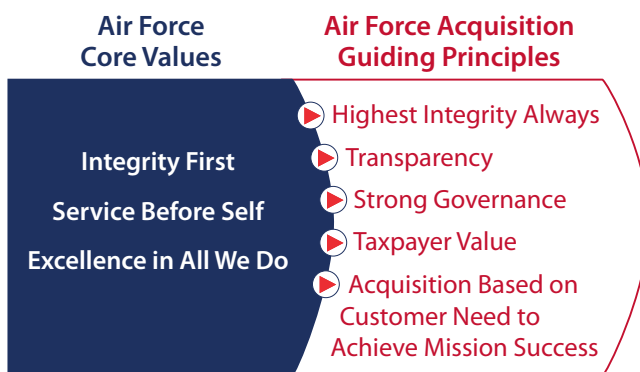 Air Force
Core Values
Integrity First
Service Before Self
Excellence in All We Do
Air Force Acquisition
Guiding Principles
Highest Integrity Always
Transparency
Strong Governance
Taxpayer Value
Acquisition Based on
Customer Need to
Achieve Mission Success